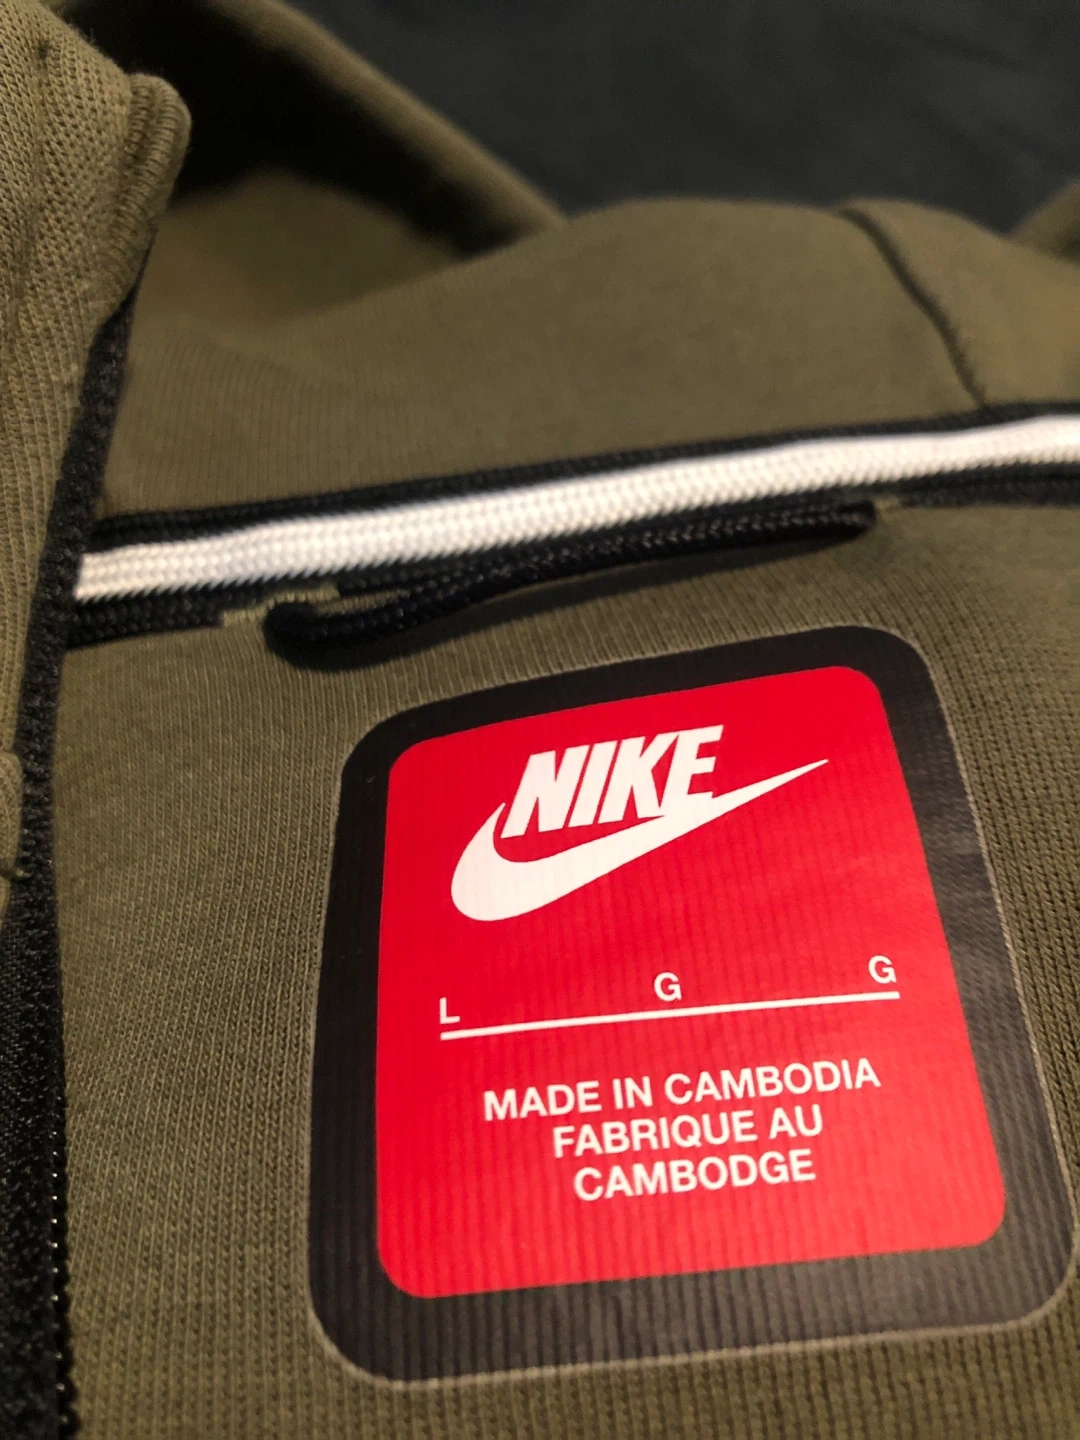 NIKE
L G G
MADE IN CAMBODIA
FABRIQUE AU
CAMBODGE